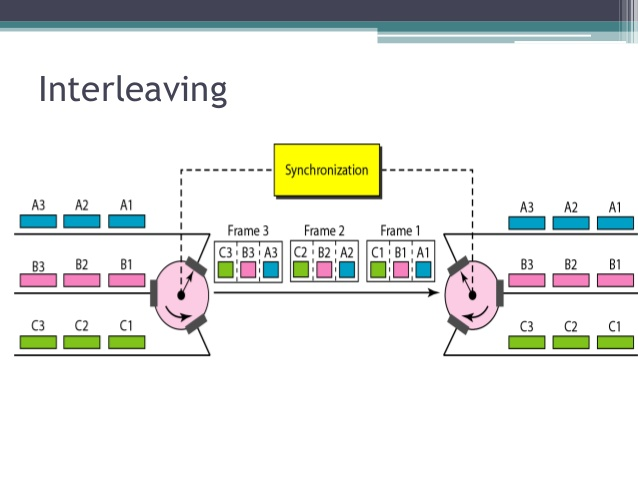 Interleaving
Synchronization
A3 A2 A1
A3 A2 A1
Frame 3 Frame 2 Frame 1
C3 B3 A3 C2 B2 A2 C1 B1 A1
B3 B2 B1
B3 B2 B1
C3 C2 C1
C3 C2 C1